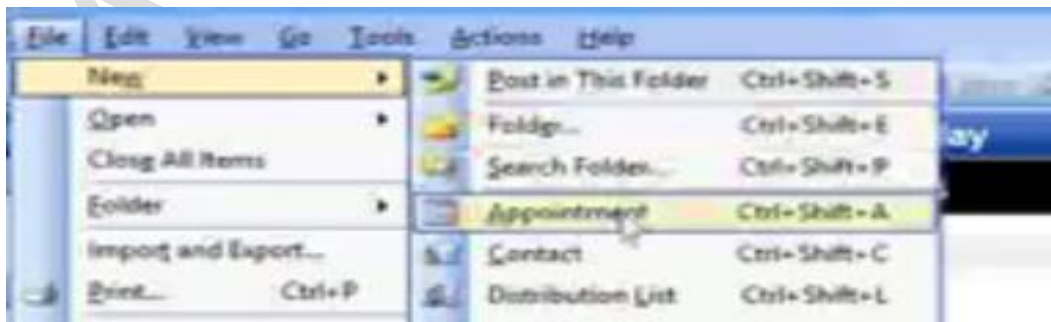 File Edit View Go Tools Actions Help
New
Open
Close All Items
Folder
Import and Export...
Print... Ctrl+P
Post in This Folder Ctrl+Shift+S
Folder... Ctrl+Shift+E
Search Folder... Ctrl+Shift+P
Appointment Ctrl+Shift+A
Contact Ctrl+Shift+C
Distribution List Ctrl+Shift+L
ay